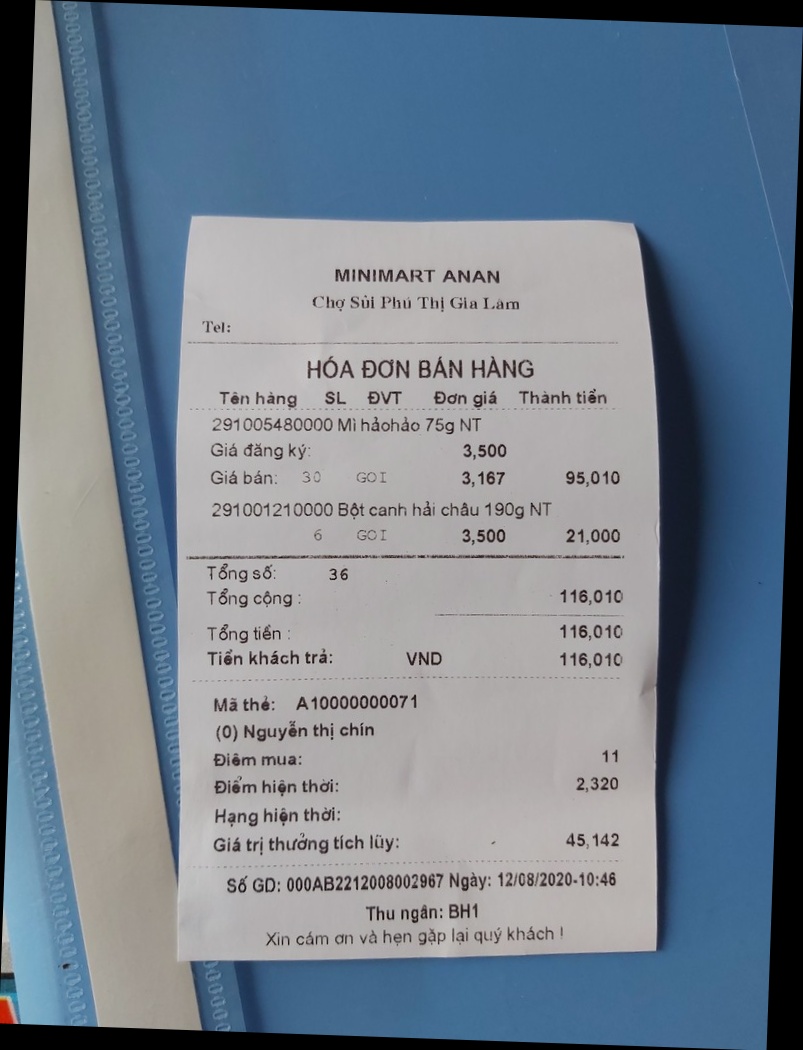 MINIMART ANAN
Chợ Sủi Phú Thị Gia Lâm
Tel:
HÓA ĐƠN BÁN HÀNG
Tên hàng SL ĐVT Đơn giá Thành tiền
291005480000 Mì hảohảo 75g NT
Giá đăng ký: 3,500
Giá bán: 30 GOI 3,167 95,010
291001210000 Bột canh hải châu 190g NT
6 GOI 3,500 21,000
Tổng số: 36
Tổng cộng : 116,010
Tổng tiền : 116,010
Tiền khách trả: VND 116,010
Mã thẻ: A10000000071
(0) Nguyễn thị chín
Điểm mua: 11
Điểm hiện thời: 2,320
Hạng hiện thời:
Giá trị thưởng tích lũy: 45,142
Số GD: 000AB2212008002967 Ngày: 12/08/2020-10:46
Thu ngân: BH1
Xin cám ơn và hẹn gặp lại quý khách !